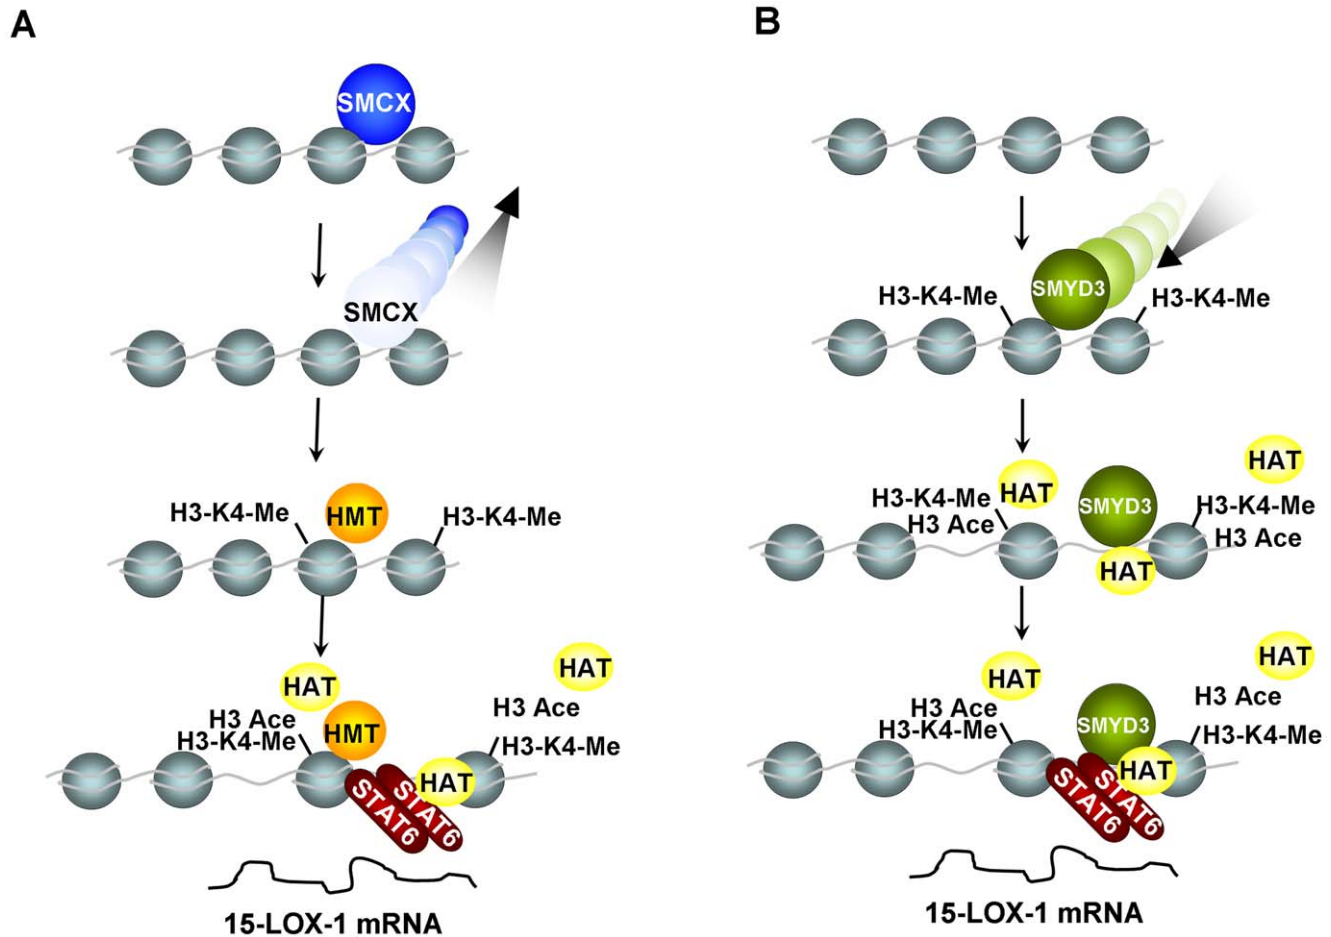 A
SMCX
SMCX
H3-K4-Me
HMT
H3-K4-Me
HAT
HAT
H3 Ace
H3 Ace
H3-K4-Me
HMT
H3-K4-Me
HAT
STAT6
STAT6
15-LOX-1 mRNA
B
H3-K4-Me
SMYD3
H3-K4-Me
HAT
HAT
H3-K4-Me
SMYD3
H3-K4-Me
H3 Ace
H3 Ace
HAT
HAT
HAT
H3 Ace
H3 Ace
H3-K4-Me
SMYD3
H3-K4-Me
HAT
STAT6
STAT6
15-LOX-1 mRNA